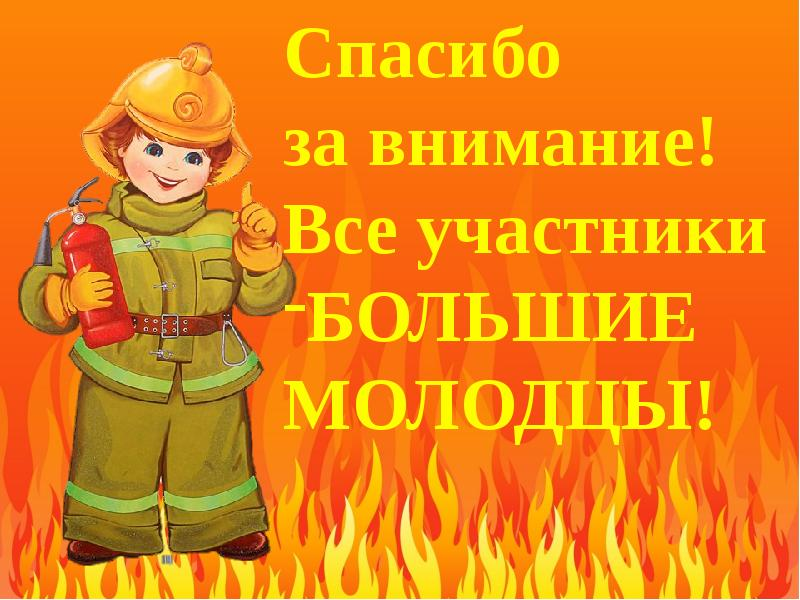 Спасибо
за внимание!
Все участники
-БОЛЬШИЕ
МОЛОДЦЫ!